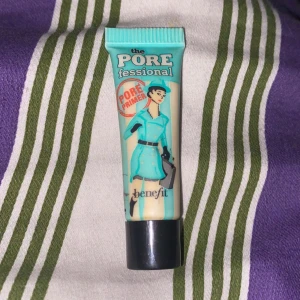 the
PORE
fessional
PORE
PRIMER
benefit